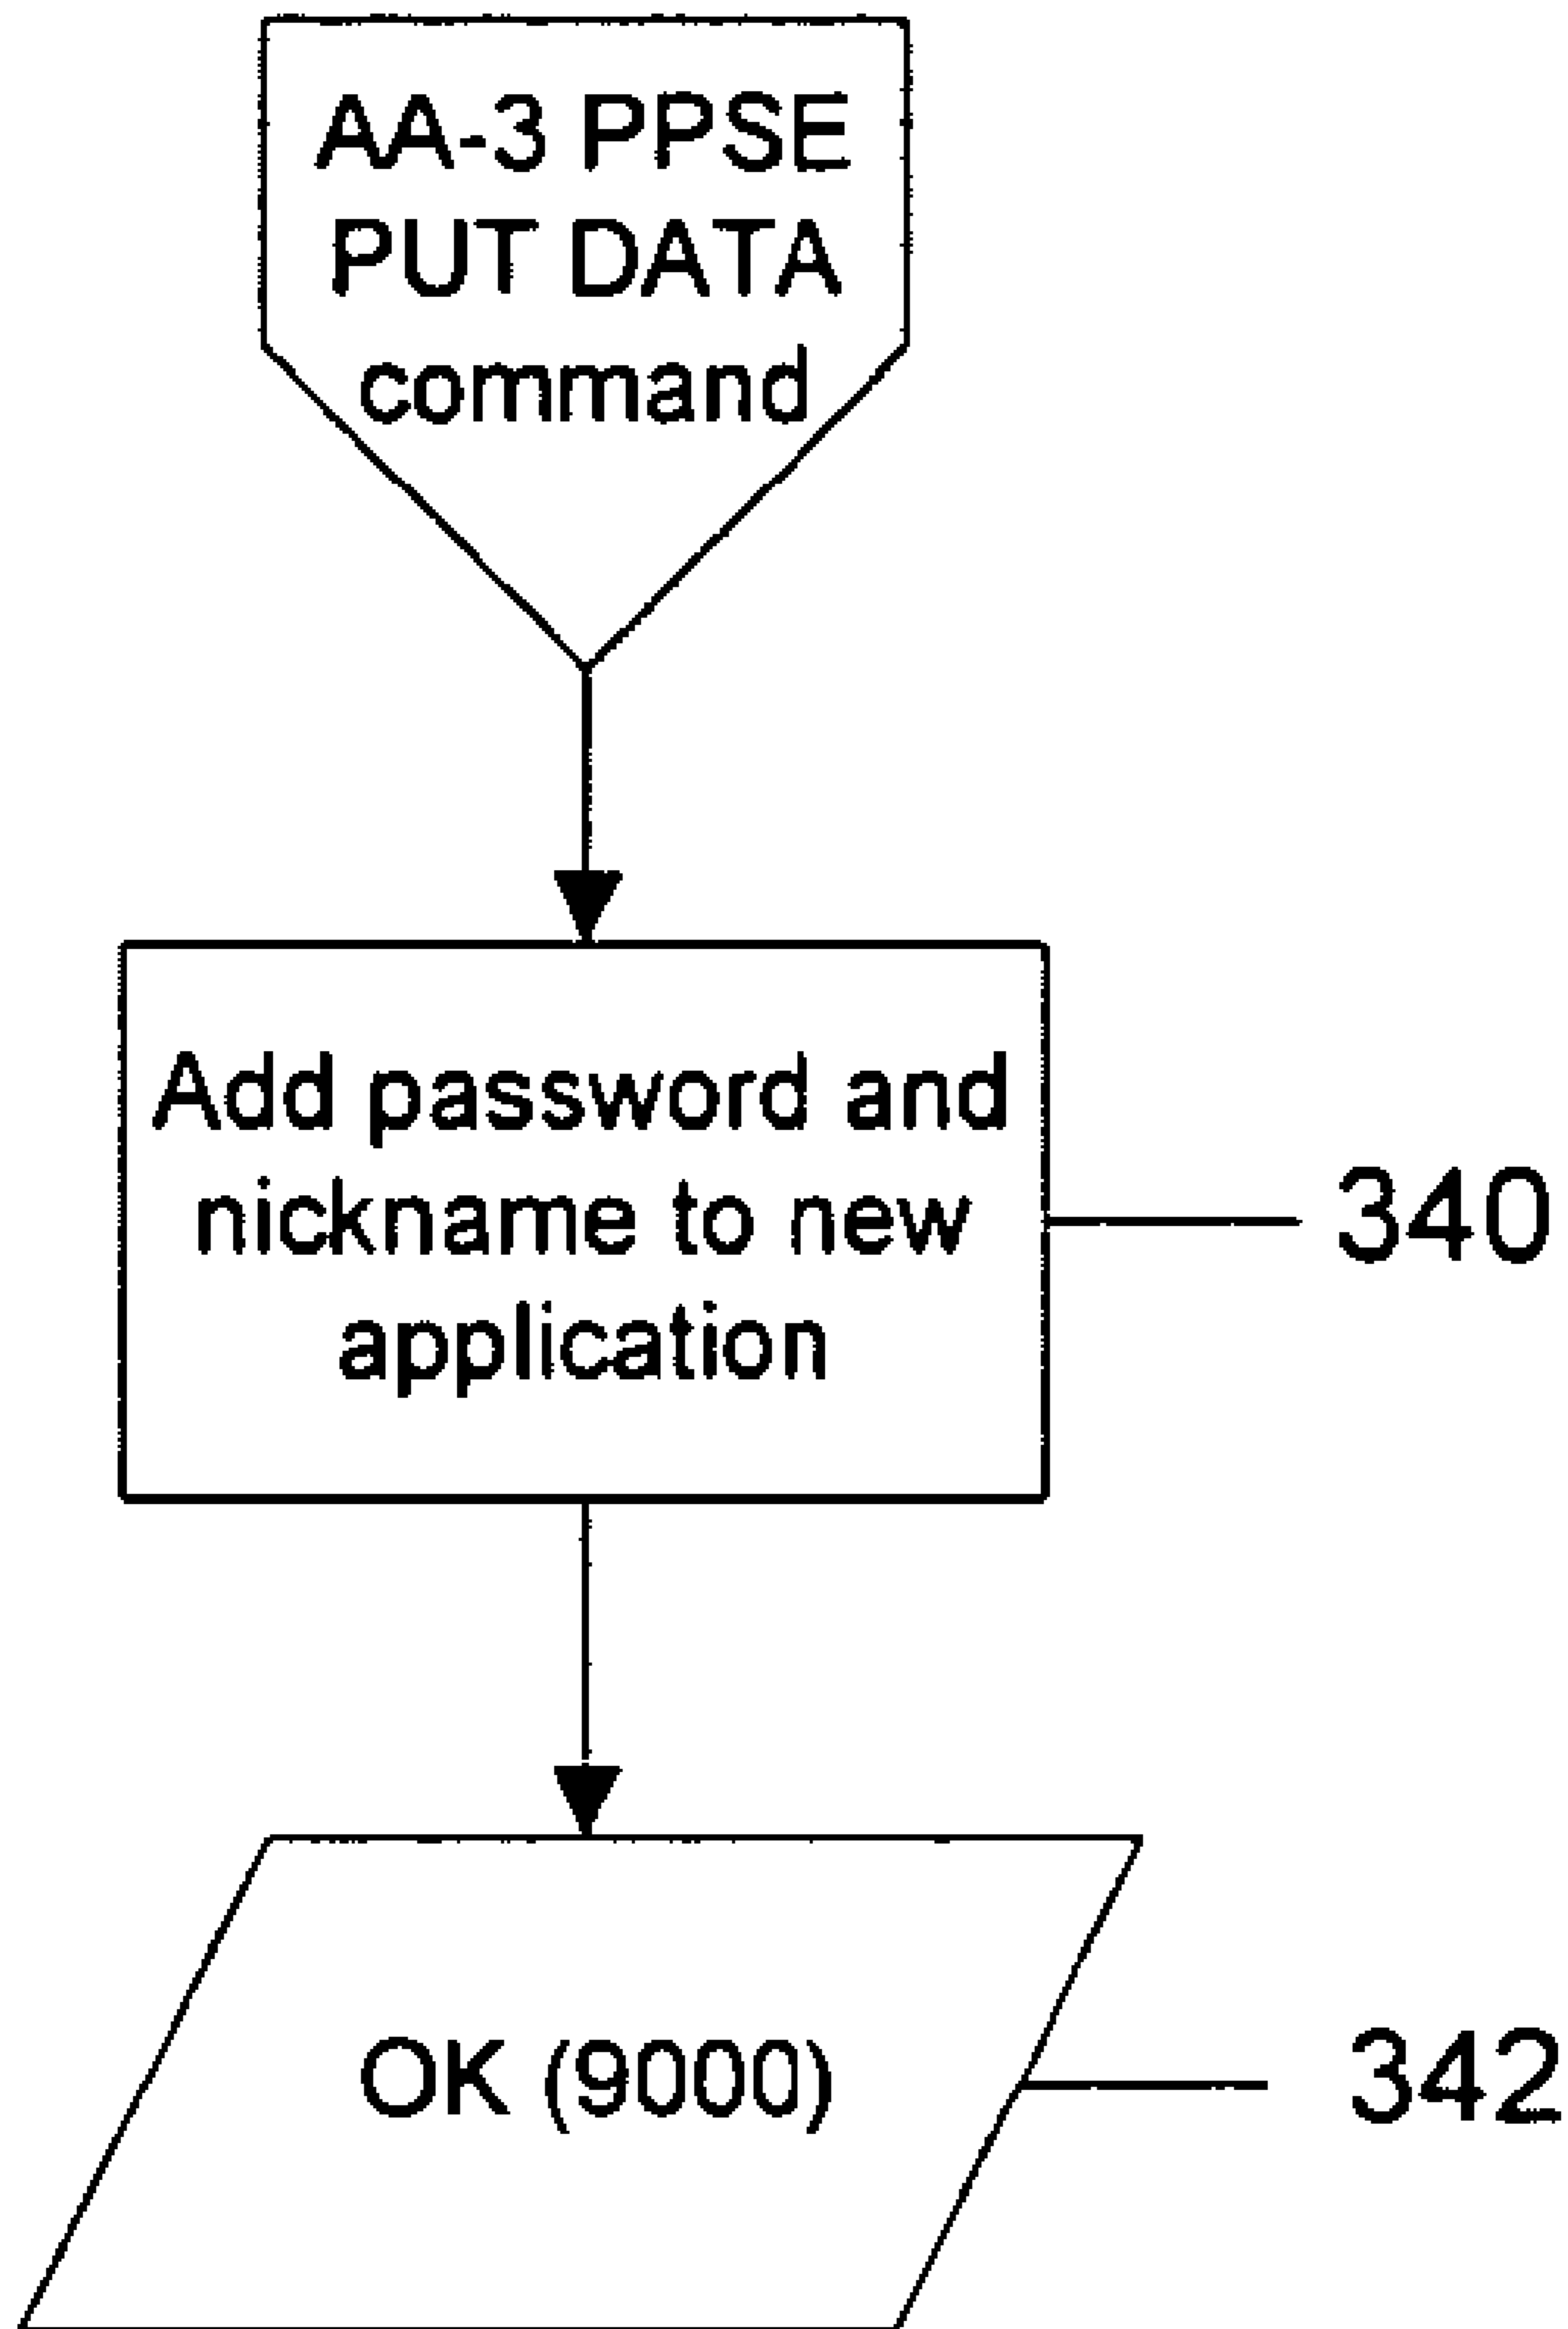 AA-3 PPSE
PUT DATA
command
Add password and
nickname to new
application
340
OK (9000)
342